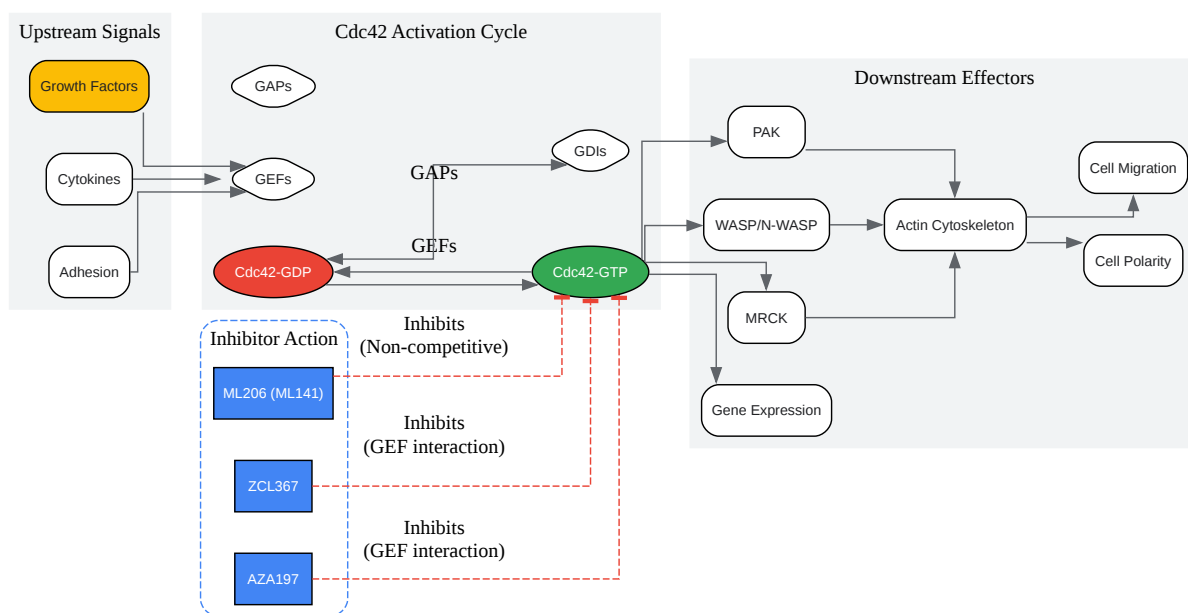 Upstream Signals
Growth Factors
Cytokines
Adhesion
Cdc42 Activation Cycle
GAPs
GEFs
GDIs
GAPs
GEFs
Cdc42-GDP
Cdc42-GTP
Downstream Effectors
PAK
WASP/N-WASP
MRCK
Gene Expression
Actin Cytoskeleton
Cell Migration
Cell Polarity
Inhibitor Action
ML206 (ML141)
ZCL367
AZA197
Inhibits
(Non-competitive)
Inhibits
(GEF interaction)
Inhibits
(GEF interaction)